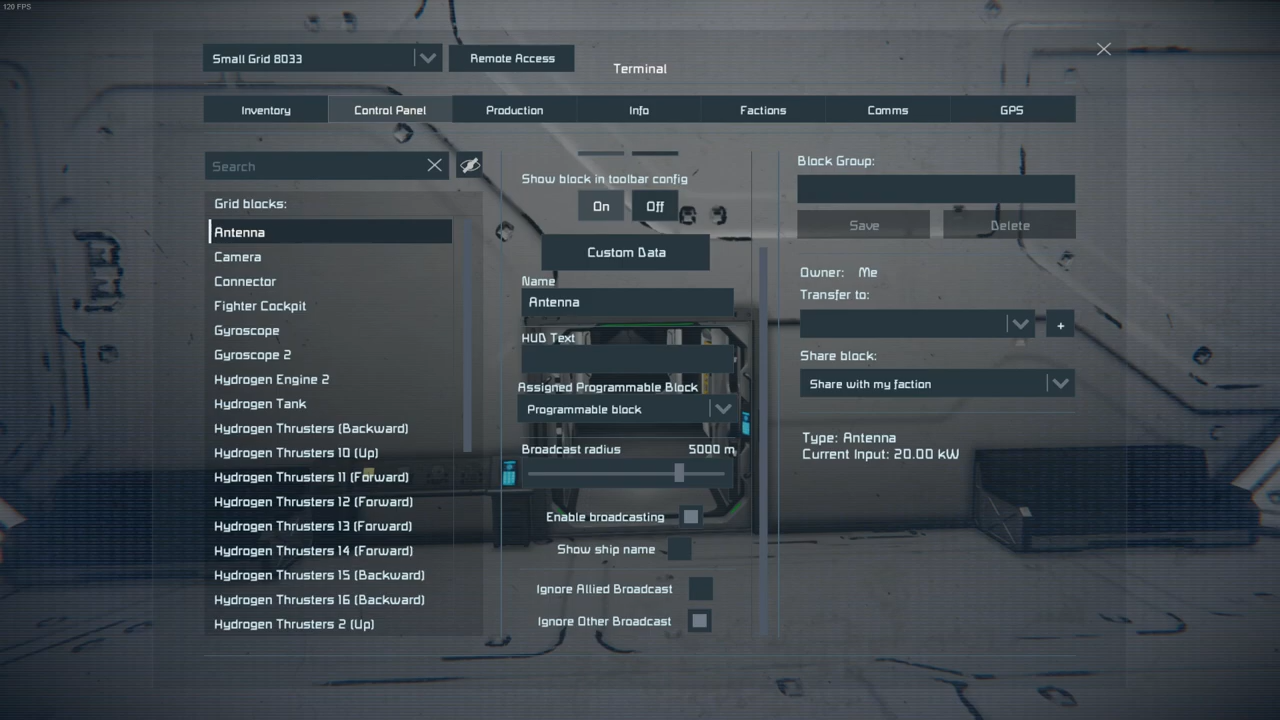 120 FPS
Small Grid 8033
Remote Access
Terminal
Inventory
Control Panel
Production
Info
Factions
Comms
GPS
Search
Grid blocks:
Antenna
Camera
Connector
Fighter Cockpit
Gyroscope
Gyroscope 2
Hydrogen Engine 2
Hydrogen Tank
Hydrogen Thrusters (Backward)
Hydrogen Thrusters 10 (Up)
Hydrogen Thrusters 11 (Forward)
Hydrogen Thrusters 12 (Forward)
Hydrogen Thrusters 13 (Forward)
Hydrogen Thrusters 14 (Forward)
Hydrogen Thrusters 15 (Backward)
Hydrogen Thrusters 16 (Backward)
Hydrogen Thrusters 2 (Up)
Show block in toolbar config
On
Off
Custom Data
Name
Antenna
HUD Text
Assigned Programmable Block
Programmable block
Broadcast radius 5000 m
Enable broadcasting
Show ship name
Ignore Allied Broadcast
Ignore Other Broadcast
Block Group:
Save
Delete
Owner: Me
Transfer to:
+
Share block:
Share with my faction
Type: Antenna
Current Input: 20.00 kW